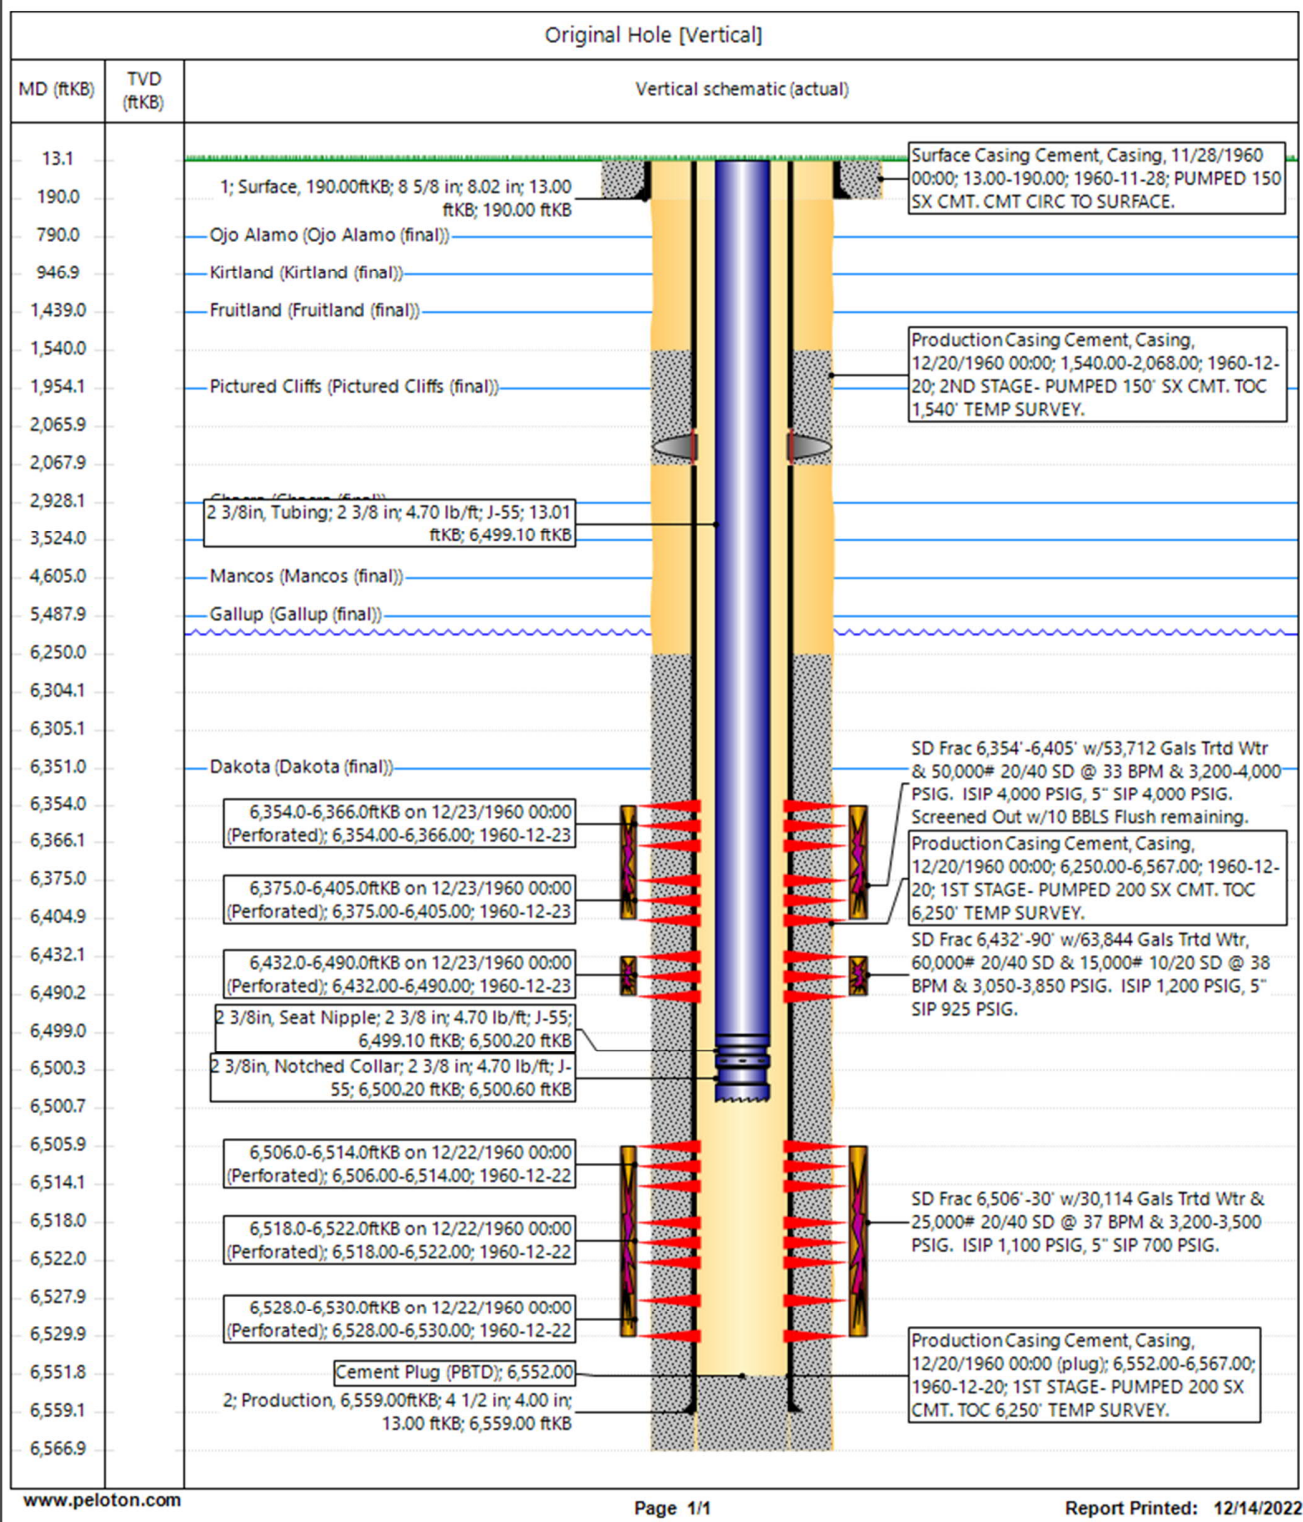 Original Hole [Vertical]
MD (ftKB)
TVD
(ftKB)
Vertical schematic (actual)
13.1
190.0
790.0
946.9
1,439.0
1,540.0
1,954.1
2,065.9
2,067.9
2,928.1
3,524.0
4,605.0
5,487.9
6,250.0
6,304.1
6,305.1
6,351.0
6,354.0
6,366.1
6,375.0
6,404.9
6,432.1
6,490.2
6,499.0
6,500.3
6,500.7
6,505.9
6,514.1
6,518.0
6,522.0
6,527.9
6,529.9
6,551.8
6,559.1
6,566.9
1; Surface, 190.00ftKB; 8 5/8 in; 8.02 in; 13.00
ftKB; 190.00 ftKB
Ojo Alamo (Ojo Alamo (final))
Kirtland (Kirtland (final))
Fruitland (Fruitland (final))
Pictured Cliffs (Pictured Cliffs (final))
2 3/8in, Tubing; 2 3/8 in; 4.70 lb/ft; J-55; 13.01
ftKB; 6,499.10 ftKB
Mancos (Mancos (final))
Gallup (Gallup (final))
Dakota (Dakota (final))
6,354.0-6,366.0ftKB on 12/23/1960 00:00
(Perforated); 6,354.00-6,366.00; 1960-12-23
6,375.0-6,405.0ftKB on 12/23/1960 00:00
(Perforated); 6,375.00-6,405.00; 1960-12-23
6,432.0-6,490.0ftKB on 12/23/1960 00:00
(Perforated); 6,432.00-6,490.00; 1960-12-23
2 3/8in, Seat Nipple; 2 3/8 in; 4.70 lb/ft; J-55;
6,499.10 ftKB; 6,500.20 ftKB
2 3/8in, Notched Collar; 2 3/8 in; 4.70 lb/ft; J-
55; 6,500.20 ftKB; 6,500.60 ftKB
6,506.0-6,514.0ftKB on 12/22/1960 00:00
(Perforated); 6,506.00-6,514.00; 1960-12-22
6,518.0-6,522.0ftKB on 12/22/1960 00:00
(Perforated); 6,518.00-6,522.00; 1960-12-22
6,528.0-6,530.0ftKB on 12/22/1960 00:00
(Perforated); 6,528.00-6,530.00; 1960-12-22
Cement Plug (PBTD); 6,552.00
2; Production, 6,559.00ftKB; 4 1/2 in; 4.00 in;
13.00 ftKB; 6,559.00 ftKB
Surface Casing Cement, Casing, 11/28/1960
00:00; 13.00-190.00; 1960-11-28; PUMPED 150
SX CMT. CMT CIRC TO SURFACE.
Production Casing Cement, Casing,
12/20/1960 00:00; 1,540.00-2,068.00; 1960-12-
20; 2ND STAGE- PUMPED 150' SX CMT. TOC
1,540' TEMP SURVEY.
SD Frac 6,354'-6,405' w/53,712 Gals Trtd Wtr
& 50,000# 20/40 SD @ 33 BPM & 3,200-4,000
PSIG.  ISIP 4,000 PSIG, 5" SIP 4,000 PSIG.
Screened Out w/10 BBLS Flush remaining.
Production Casing Cement, Casing,
12/20/1960 00:00; 6,250.00-6,567.00; 1960-12-
20; 1ST STAGE- PUMPED 200 SX CMT. TOC
6,250' TEMP SURVEY.
SD Frac 6,432'-90' w/63,844 Gals Trtd Wtr,
60,000# 20/40 SD & 15,000# 10/20 SD @ 38
BPM & 3,050-3,850 PSIG.  ISIP 1,200 PSIG, 5"
SIP 925 PSIG.
SD Frac 6,506'-30' w/30,114 Gals Trtd Wtr &
25,000# 20/40 SD @ 37 BPM & 3,200-3,500
PSIG.  ISIP 1,100 PSIG, 5" SIP 700 PSIG.
Production Casing Cement, Casing,
12/20/1960 00:00 (plug); 6,552.00-6,567.00;
1960-12-20; 1ST STAGE- PUMPED 200 SX
CMT. TOC 6,250' TEMP SURVEY.
www.peloton.com
Page 1/1
Report Printed: 12/14/2022